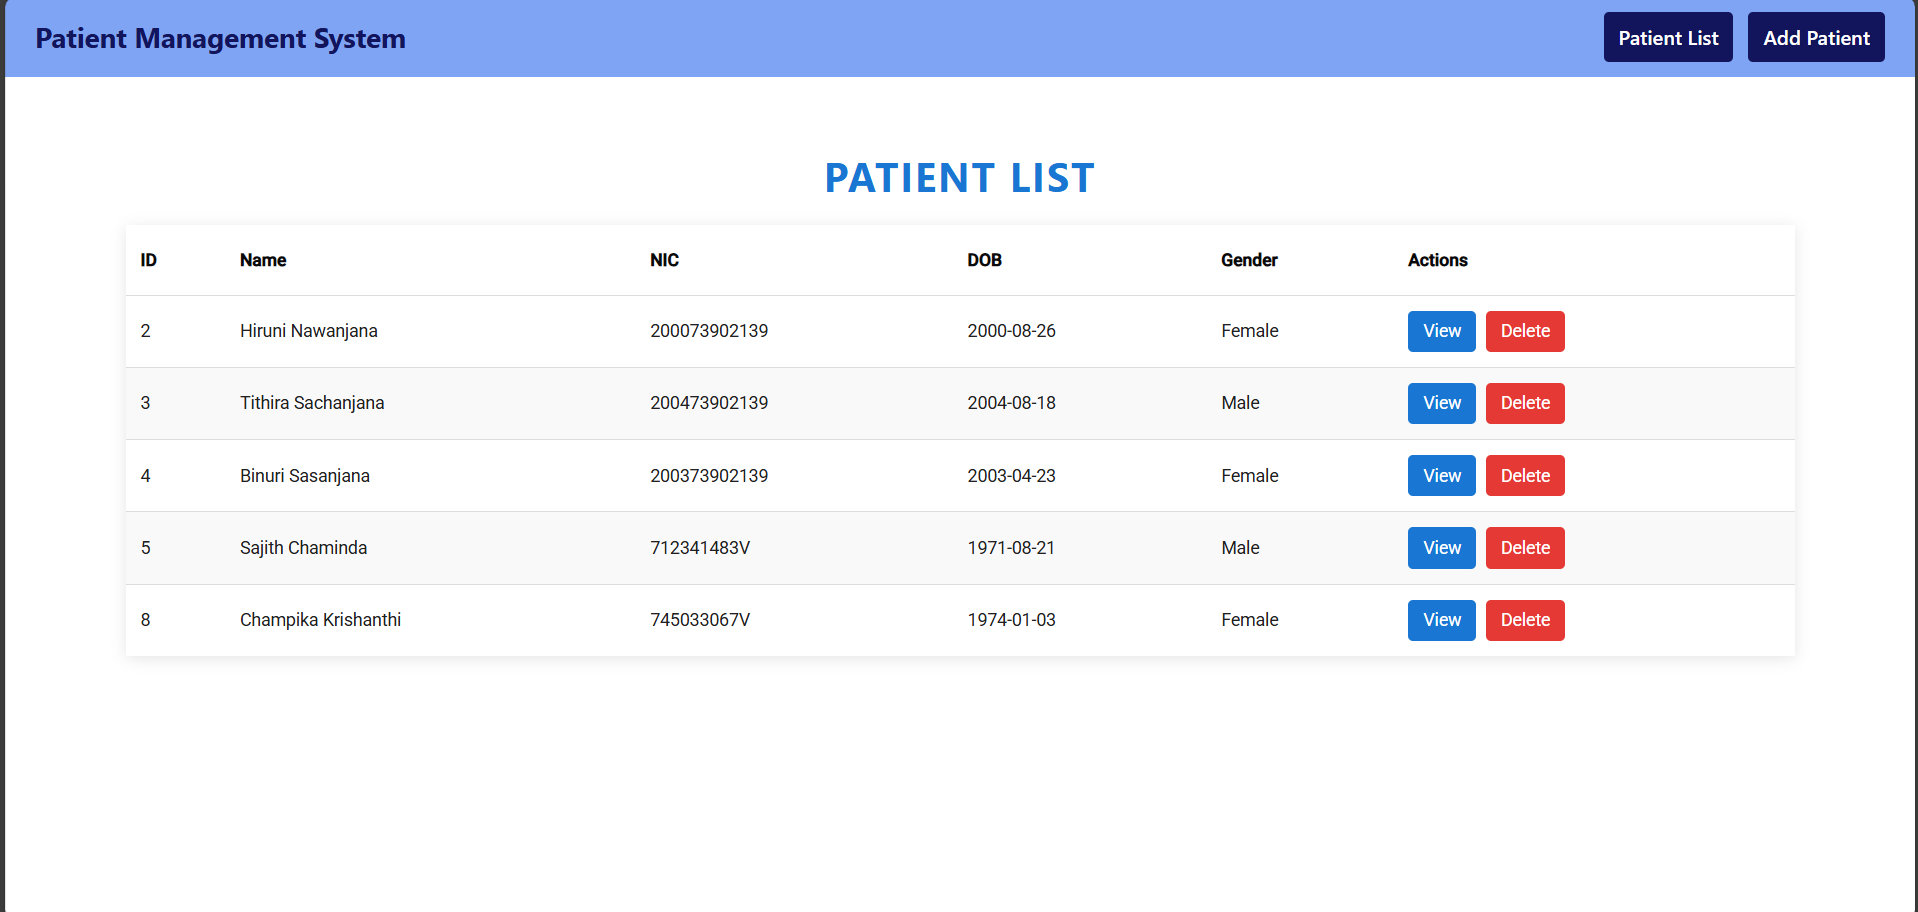 Patient Management System Patient List Add Patient
PATIENT LIST
ID Name NIC DOB Gender Actions
2 Hiruni Nawanjana 200073902139 2000-08-26 Female View Delete
3 Tithira Sachanjana 200473902139 2004-08-18 Male View Delete
4 Binuri Sasanjana 200373902139 2003-04-23 Female View Delete
5 Sajith Chaminda 712341483V 1971-08-21 Male View Delete
8 Champika Krishanthi 745033067V 1974-01-03 Female View Delete